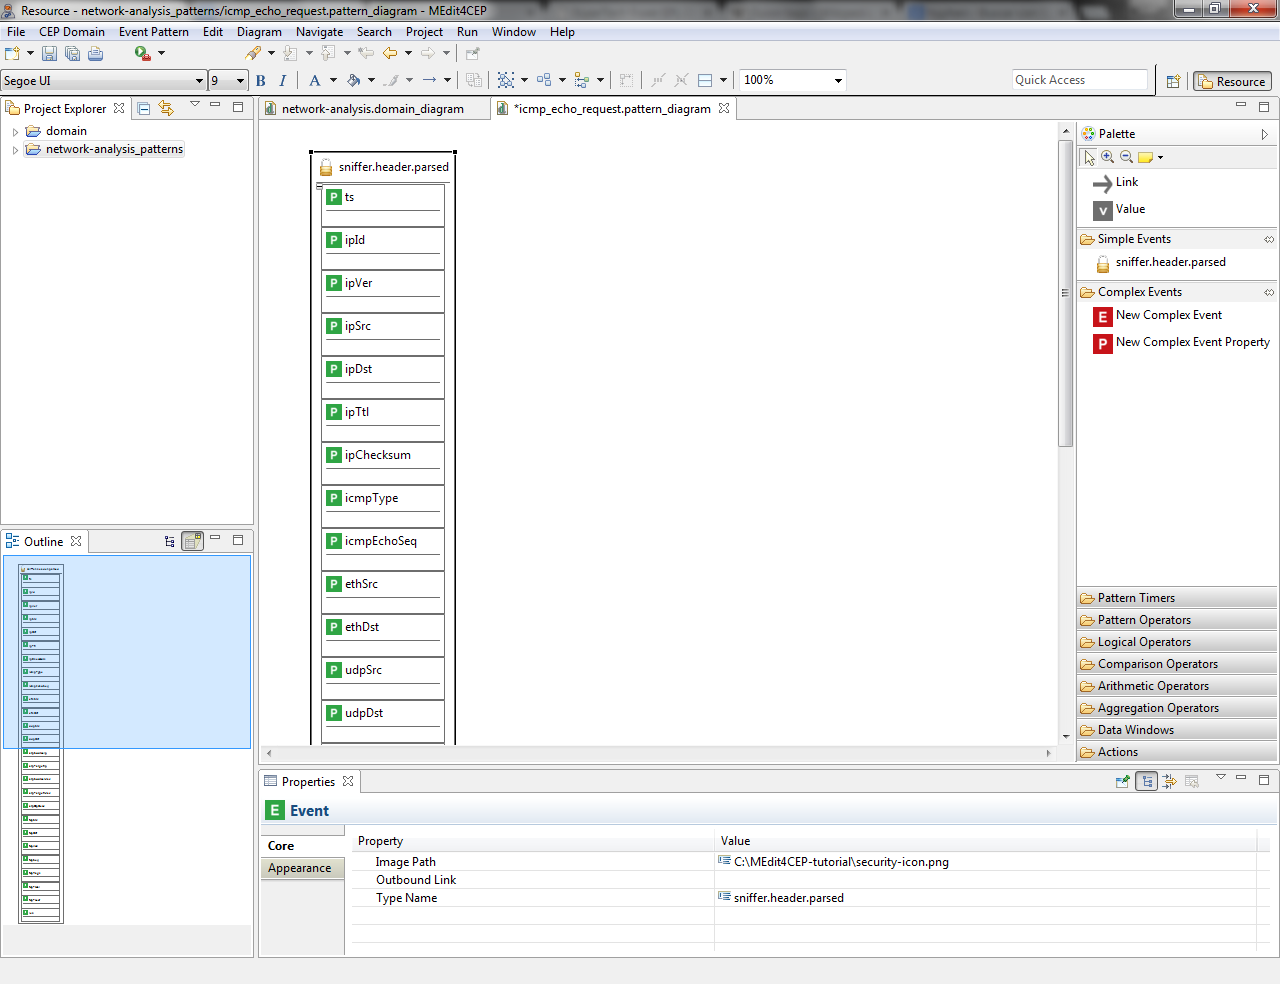 Resource - network-analysis_patterns/icmp_echo_request.pattern_diagram - MEdit4CEP
File CEP Domain Event Pattern Edit Diagram Navigate Search Project Run Window Help
Segoe UI 9 B I A 100% Quick Access Resource
Project Explorer
domain
network-analysis_patterns
network-analysis.domain_diagram
*icmp_echo_request.pattern_diagram
sniffer.header.parsed
P ts
P ipId
P ipVer
P ipSrc
P ipDst
P ipTtl
P ipChecksum
P icmpType
P icmpEchoSeq
P ethSrc
P ethDst
P udpSrc
P udpDst
Palette
Link
V Value
Simple Events
sniffer.header.parsed
Complex Events
E New Complex Event
P New Complex Event Property
Pattern Timers
Pattern Operators
Logical Operators
Comparison Operators
Arithmetic Operators
Aggregation Operators
Data Windows
Actions
Outline
Properties
E Event
Core
Appearance
Property Value
Image Path C:\MEdit4CEP-tutorial\security-icon.png
Outbound Link
Type Name sniffer.header.parsed